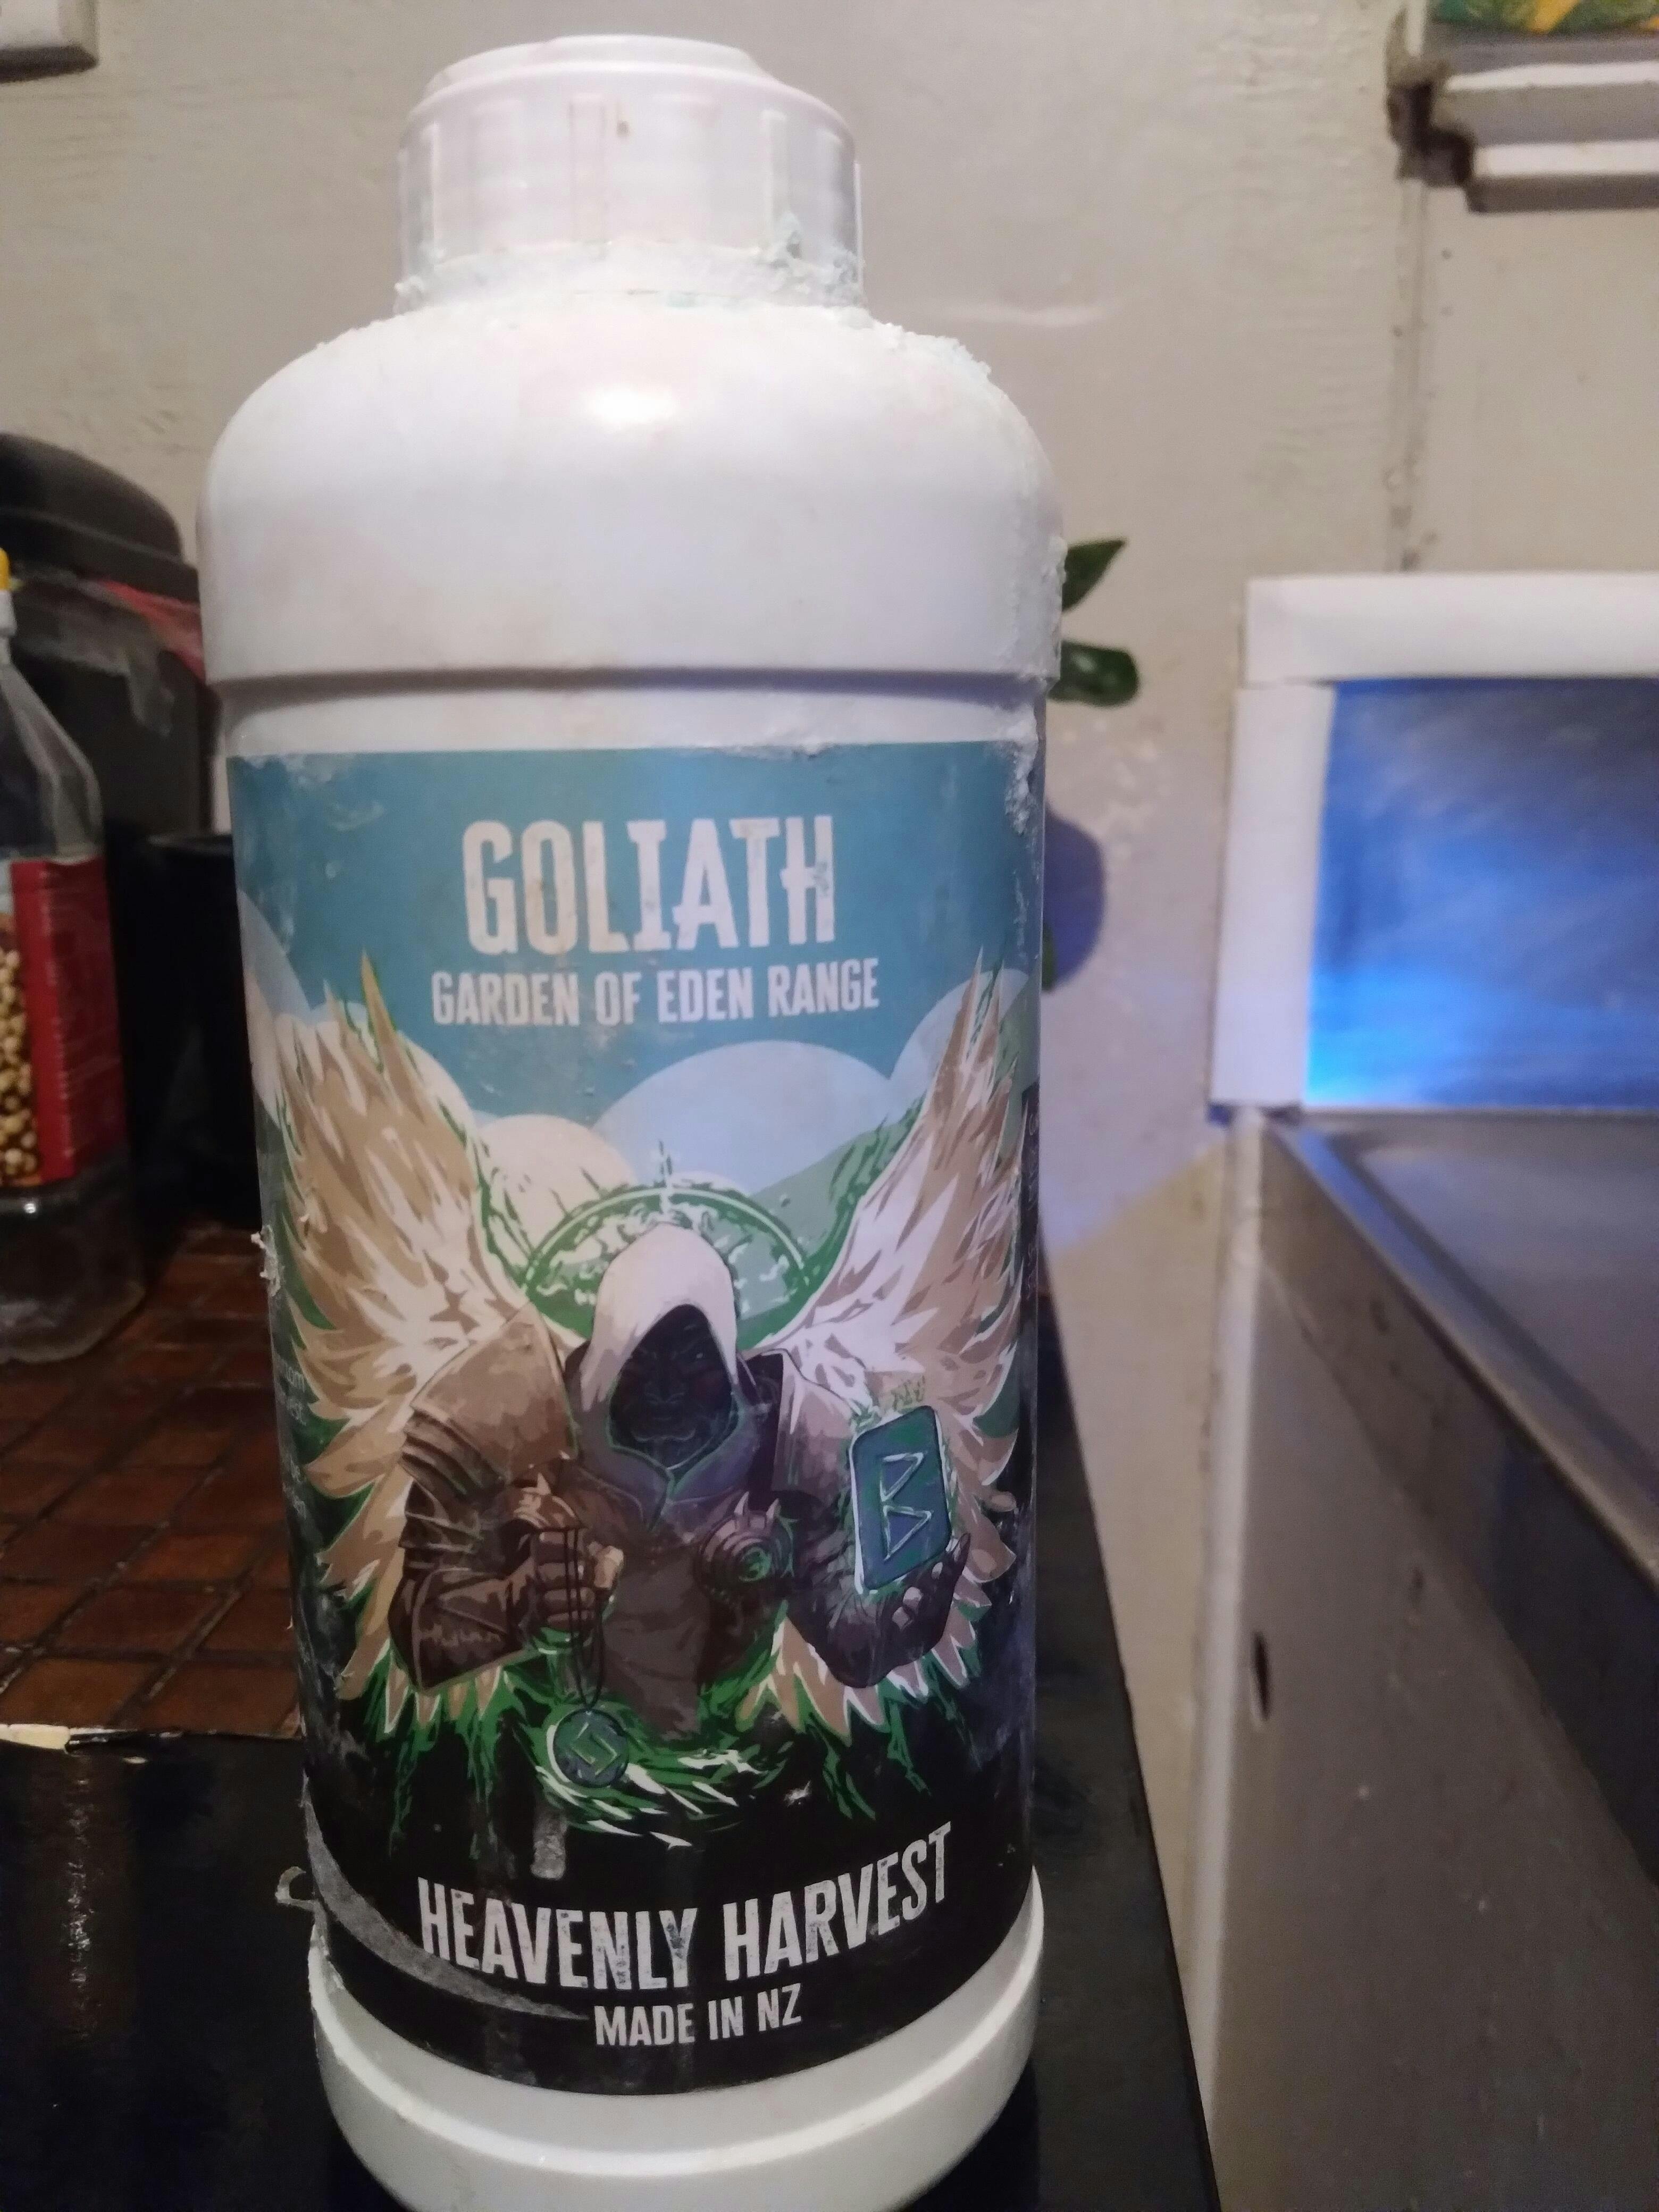 GOLIATH
GARDEN OF EDEN RANGE
B
HEAVENLY HARVEST
MADE IN NZ